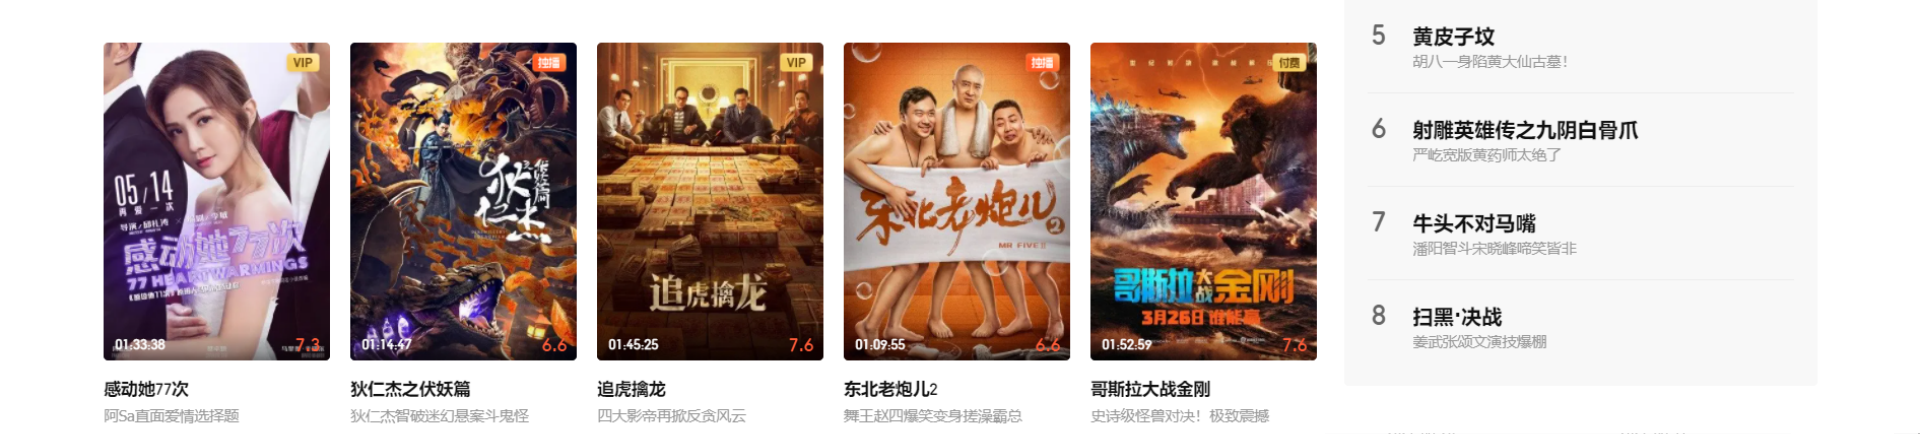 VIP
05/14
再爱一次
感动她77次
77 HEARTWARMINGS
01:33:38
7.3
感动她77次
阿Sa直面爱情选择题
独播
狄仁杰
之伏妖篇
01:14:47
6.6
狄仁杰之伏妖篇
狄仁杰智破迷幻悬案斗鬼怪
VIP
追虎擒龙
01:45:25
7.6
追虎擒龙
四大影帝再掀反贪风云
独播
东北老炮儿2
MR FIVE II
01:09:55
6.6
东北老炮儿2
舞王赵四爆笑变身搓澡霸总
付费
哥斯拉大战金刚
3月26日 谁能赢
01:52:59
7.6
哥斯拉大战金刚
史诗级怪兽对决！极致震撼
5 黄皮子坟
胡八一身陷黄大仙古墓！
6 射雕英雄传之九阴白骨爪
严屹宽版黄药师太绝了
7 牛头不对马嘴
潘阳智斗宋晓峰啼笑皆非
8 扫黑·决战
姜武张颂文演技爆棚